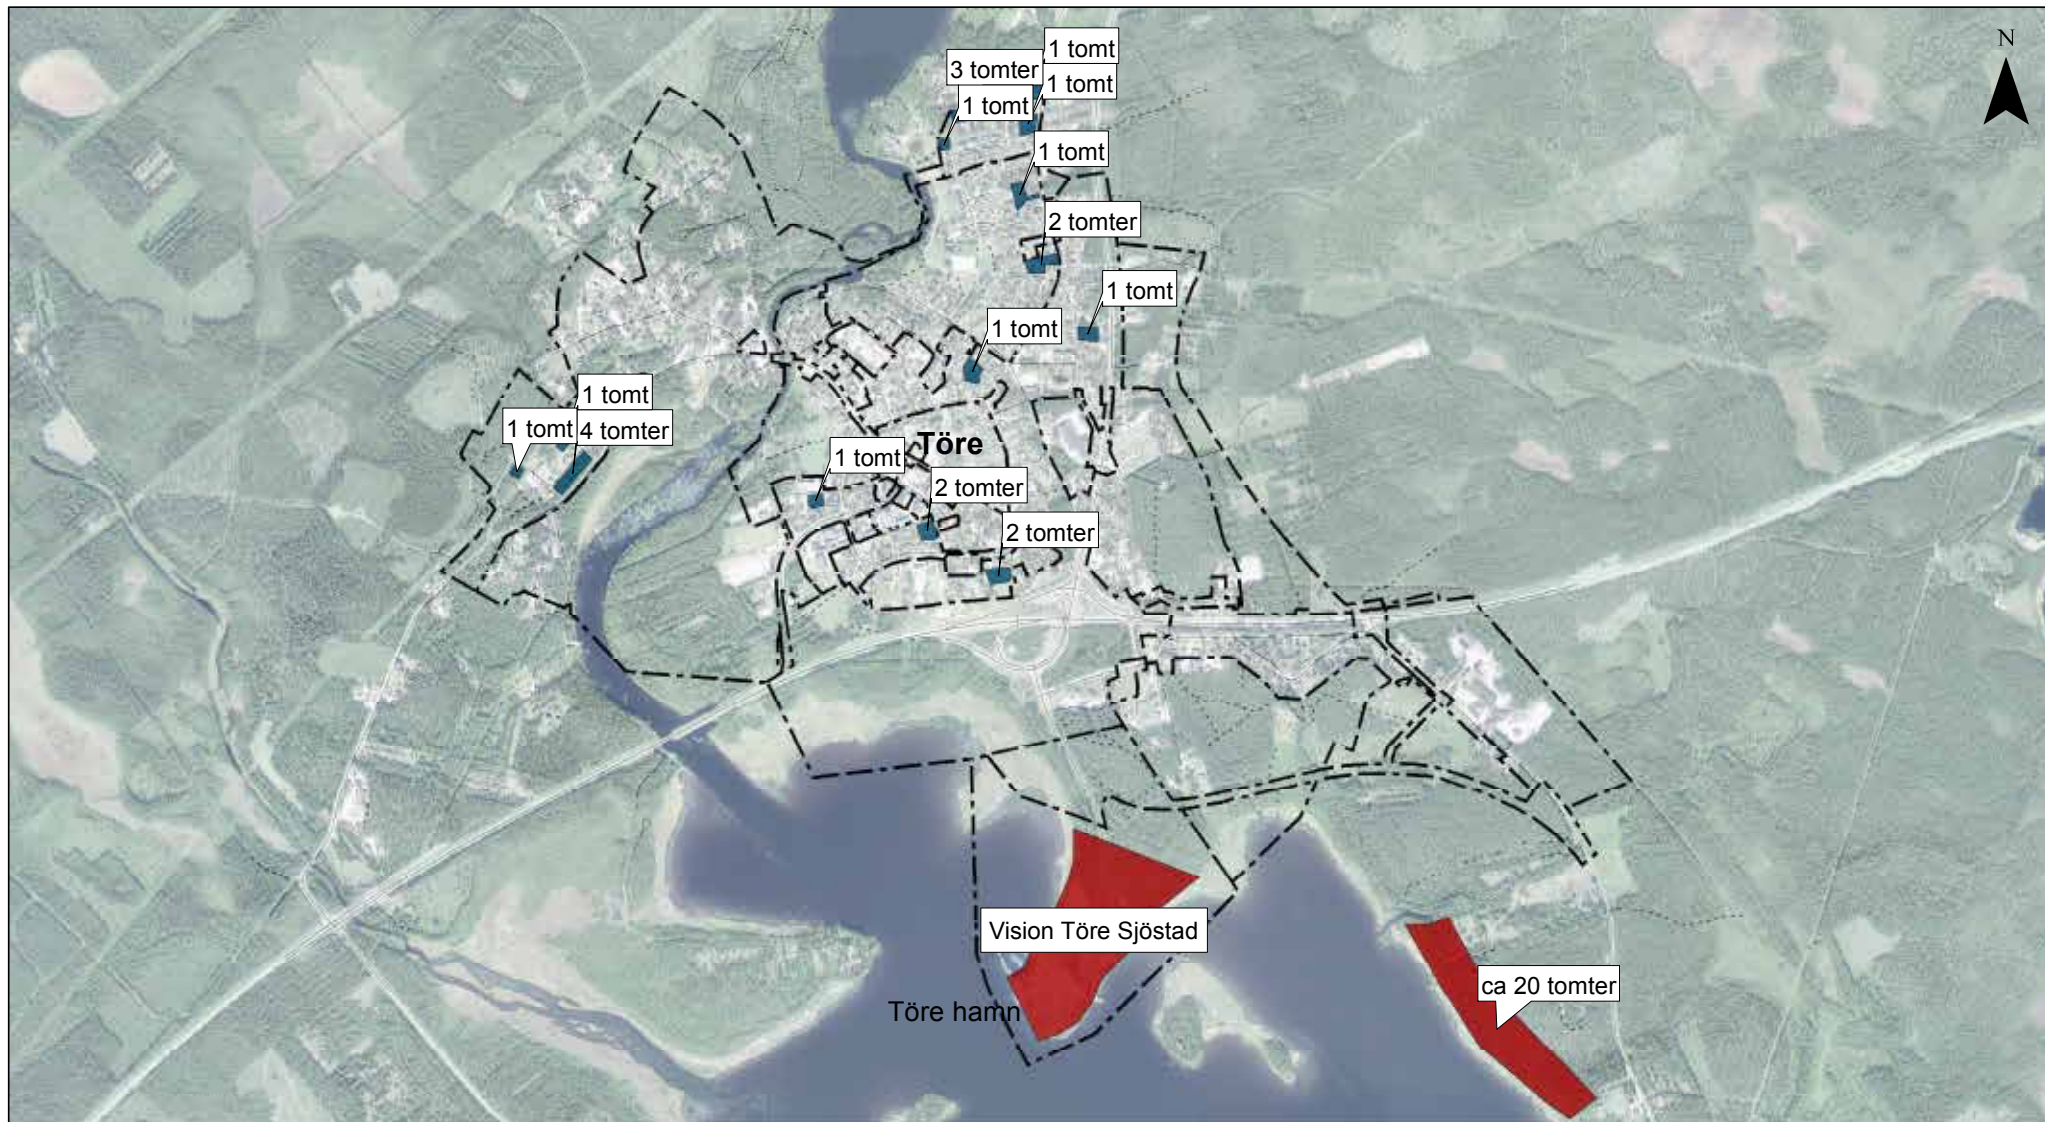 N
1 tomt
3 tomter
1 tomt
1 tomt
1 tomt
2 tomter
1 tomt
1 tomt
1 tomt
1 tomt
4 tomter
Töre
1 tomt
2 tomter
2 tomter
Vision Töre Sjöstad
ca 20 tomter
Töre hamn